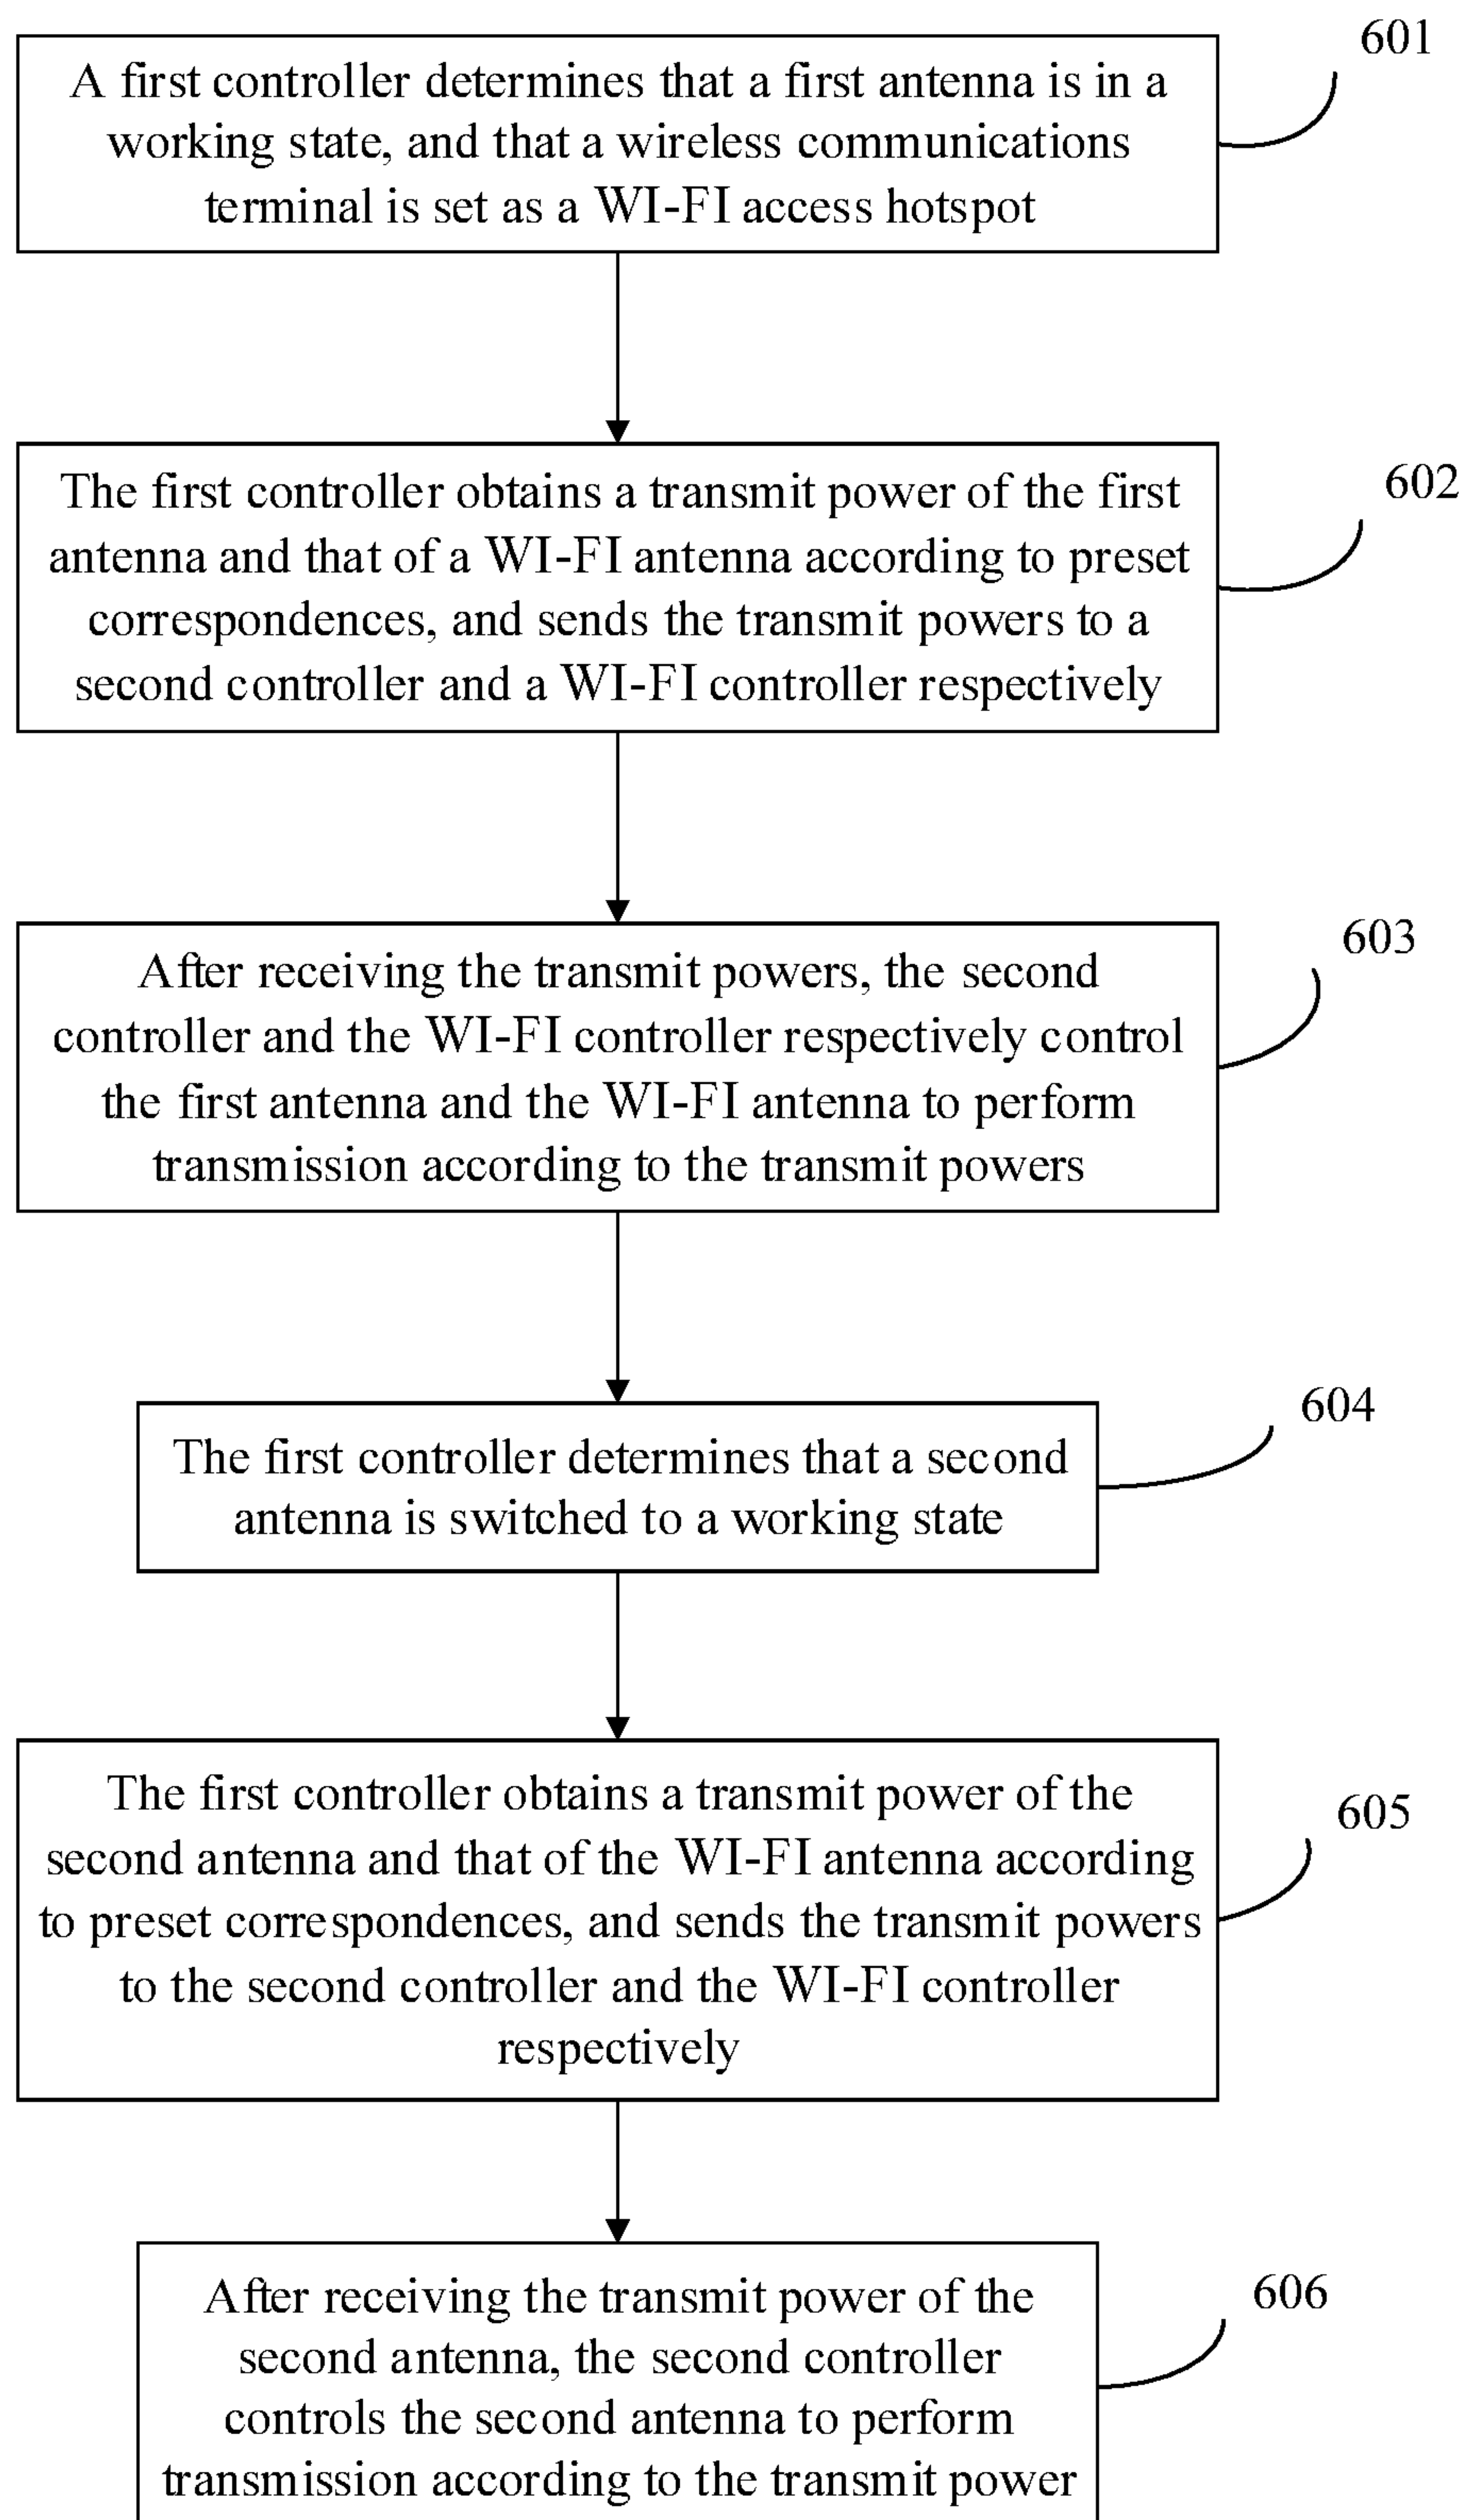 601
A first controller determines that a first antenna is in a
working state, and that a wireless communications
terminal is set as a WI-FI access hotspot
602
The first controller obtains a transmit power of the first
antenna and that of a WI-FI antenna according to preset
correspondences, and sends the transmit powers to a
second controller and a WI-FI controller respectively
603
After receiving the transmit powers, the second
controller and the WI-FI controller respectively control
the first antenna and the WI-FI antenna to perform
transmission according to the transmit powers
604
The first controller determines that a second
antenna is switched to a working state
605
The first controller obtains a transmit power of the
second antenna and that of the WI-FI antenna according
to preset correspondences, and sends the transmit powers
to the second controller and the WI-FI controller
respectively
606
After receiving the transmit power of the
second antenna, the second controller
controls the second antenna to perform
transmission according to the transmit power